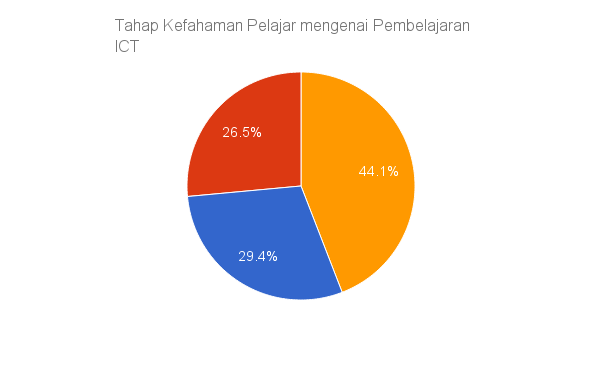 Tahap Kefahaman Pelajar mengenai Pembelajaran
ICT
26.5%
44.1%
29.4%